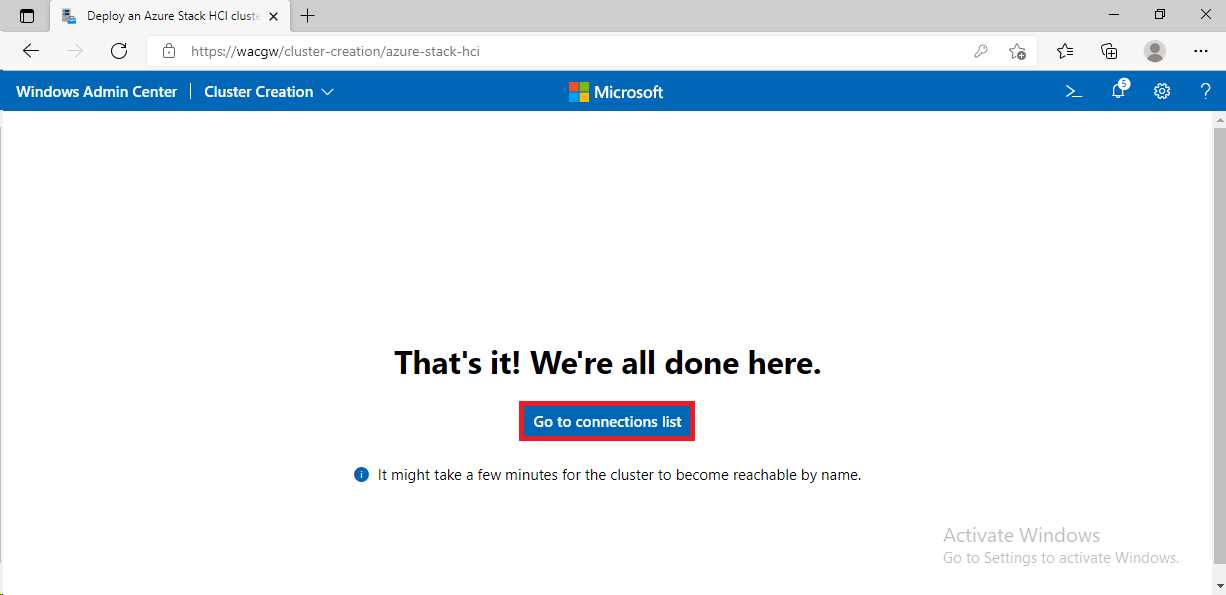 Deploy an Azure Stack HCI cluste
https://wacgw/cluster-creation/azure-stack-hci
Windows Admin Center | Cluster Creation
Microsoft
5
?
That's it! We're all done here.
Go to connections list
It might take a few minutes for the cluster to become reachable by name.
Activate Windows
Go to Settings to activate Windows.